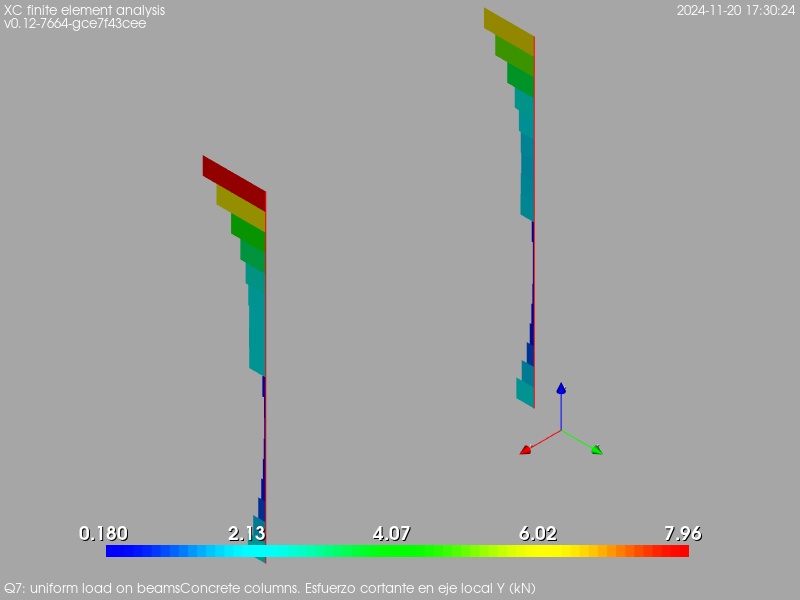 XC finite element analysis
v0.12-7664-gce7f43cee
2024-11-20 17:30:24
0.180 2.13 4.07 6.02 7.96
Q7: uniform load on beamsConcrete columns. Esfuerzo cortante en eje local Y (kN)